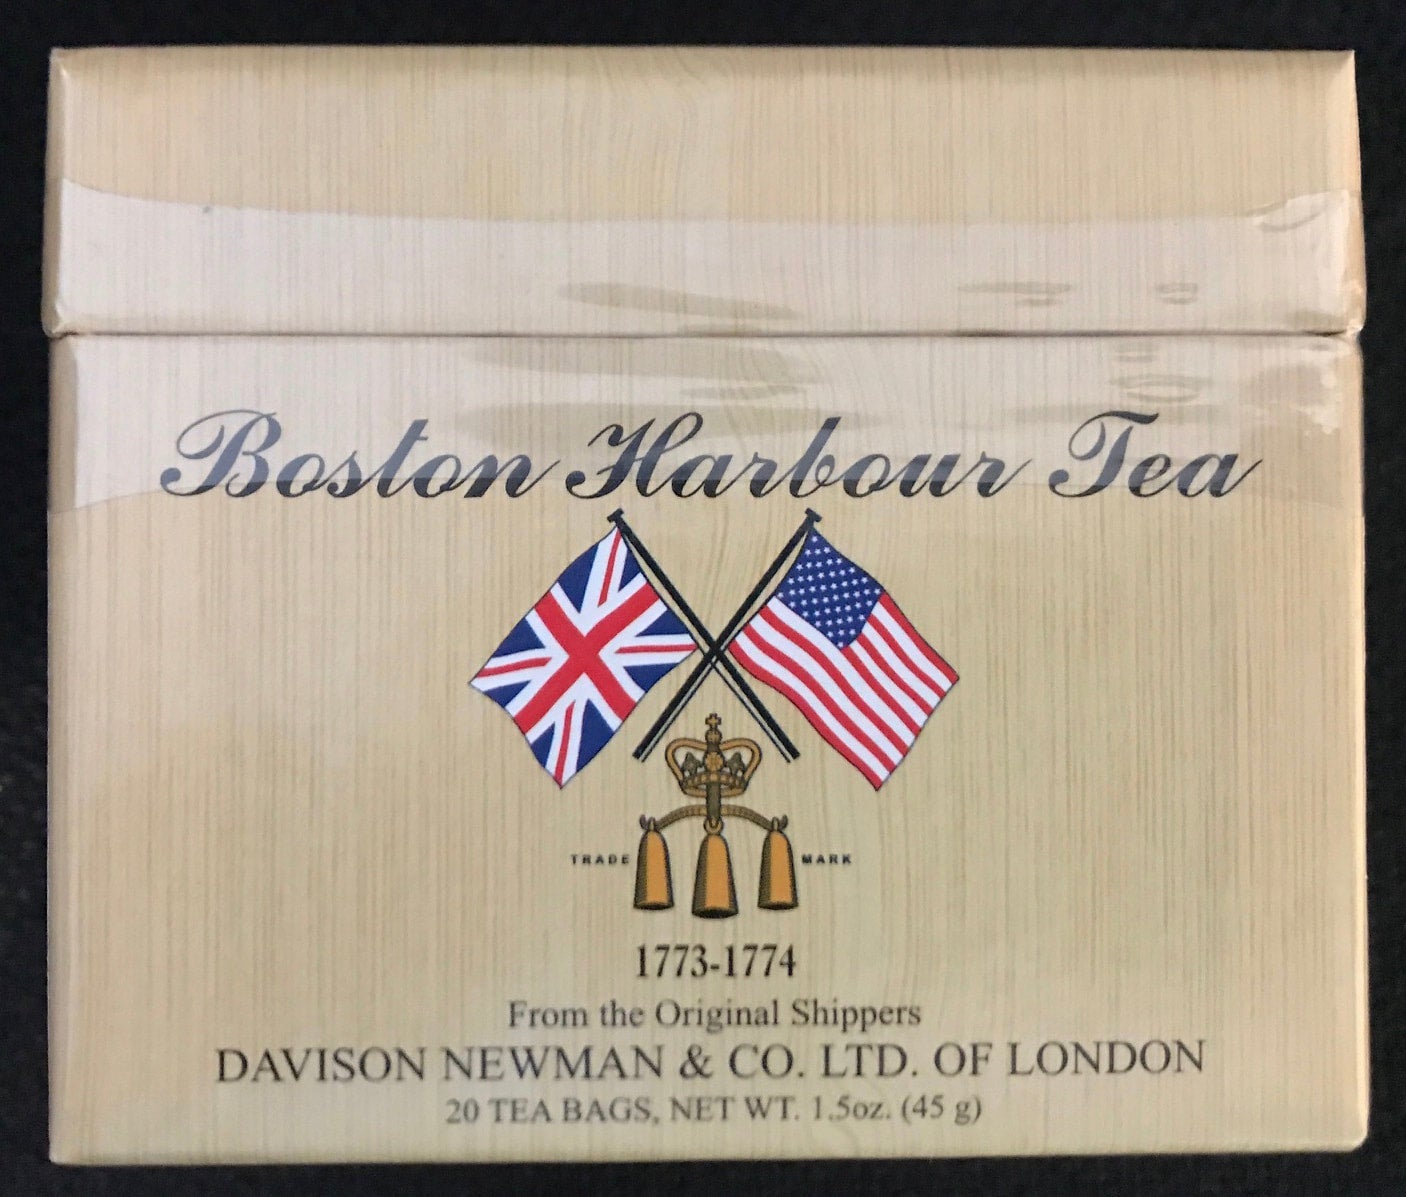 Boston Harbour Tea
TRADE MARK
1773-1774
From the Original Shippers
DAVISON NEWMAN & CO. LTD. OF LONDON
20 TEA BAGS, NET WT. 1.5oz. (45 g)